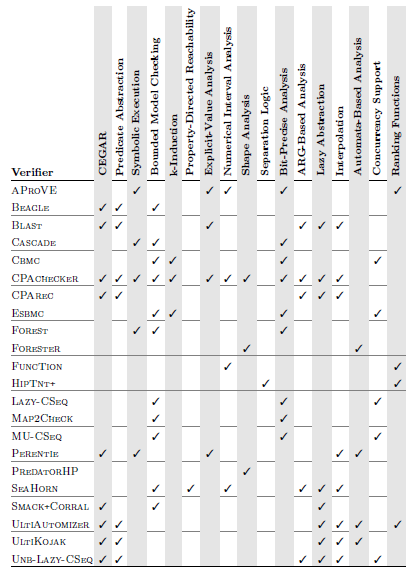 Verifier CEGAR Predicate Abstraction Symbolic Execution Bounded Model Checking k-Induction Property-Directed Reachability Explicit-Value Analysis Numerical Interval Analysis Shape Analysis Separation Logic Bit-Precise Analysis ARG-Based Analysis Lazy Abstraction Interpolation Automata-Based Analysis Concurrency Support Ranking Functions
AProVE ✓ ✓ ✓ ✓ ✓
Beagle ✓ ✓ ✓
Blast ✓ ✓ ✓ ✓ ✓ ✓
Cascade ✓ ✓ ✓
Cbmc ✓ ✓ ✓ ✓
CPAchecker ✓ ✓ ✓ ✓ ✓ ✓ ✓ ✓ ✓ ✓ ✓ ✓
CPArec ✓ ✓ ✓ ✓ ✓
Esbmc ✓ ✓ ✓ ✓
Forest ✓ ✓ ✓
Forester ✓ ✓
FuncTion ✓ ✓
HipTnt+ ✓ ✓
Lazy-CSeq ✓ ✓ ✓
Map2Check ✓ ✓
MU-CSeq ✓ ✓ ✓
Perentie ✓ ✓ ✓ ✓ ✓
PredatorHP ✓
SeaHorn ✓ ✓ ✓ ✓ ✓ ✓
Smack+Corral ✓ ✓ ✓
UltiAutomizer ✓ ✓ ✓ ✓ ✓ ✓
UltiKojak ✓ ✓ ✓ ✓ ✓
Unb-Lazy-CSeq ✓ ✓ ✓ ✓ ✓ ✓